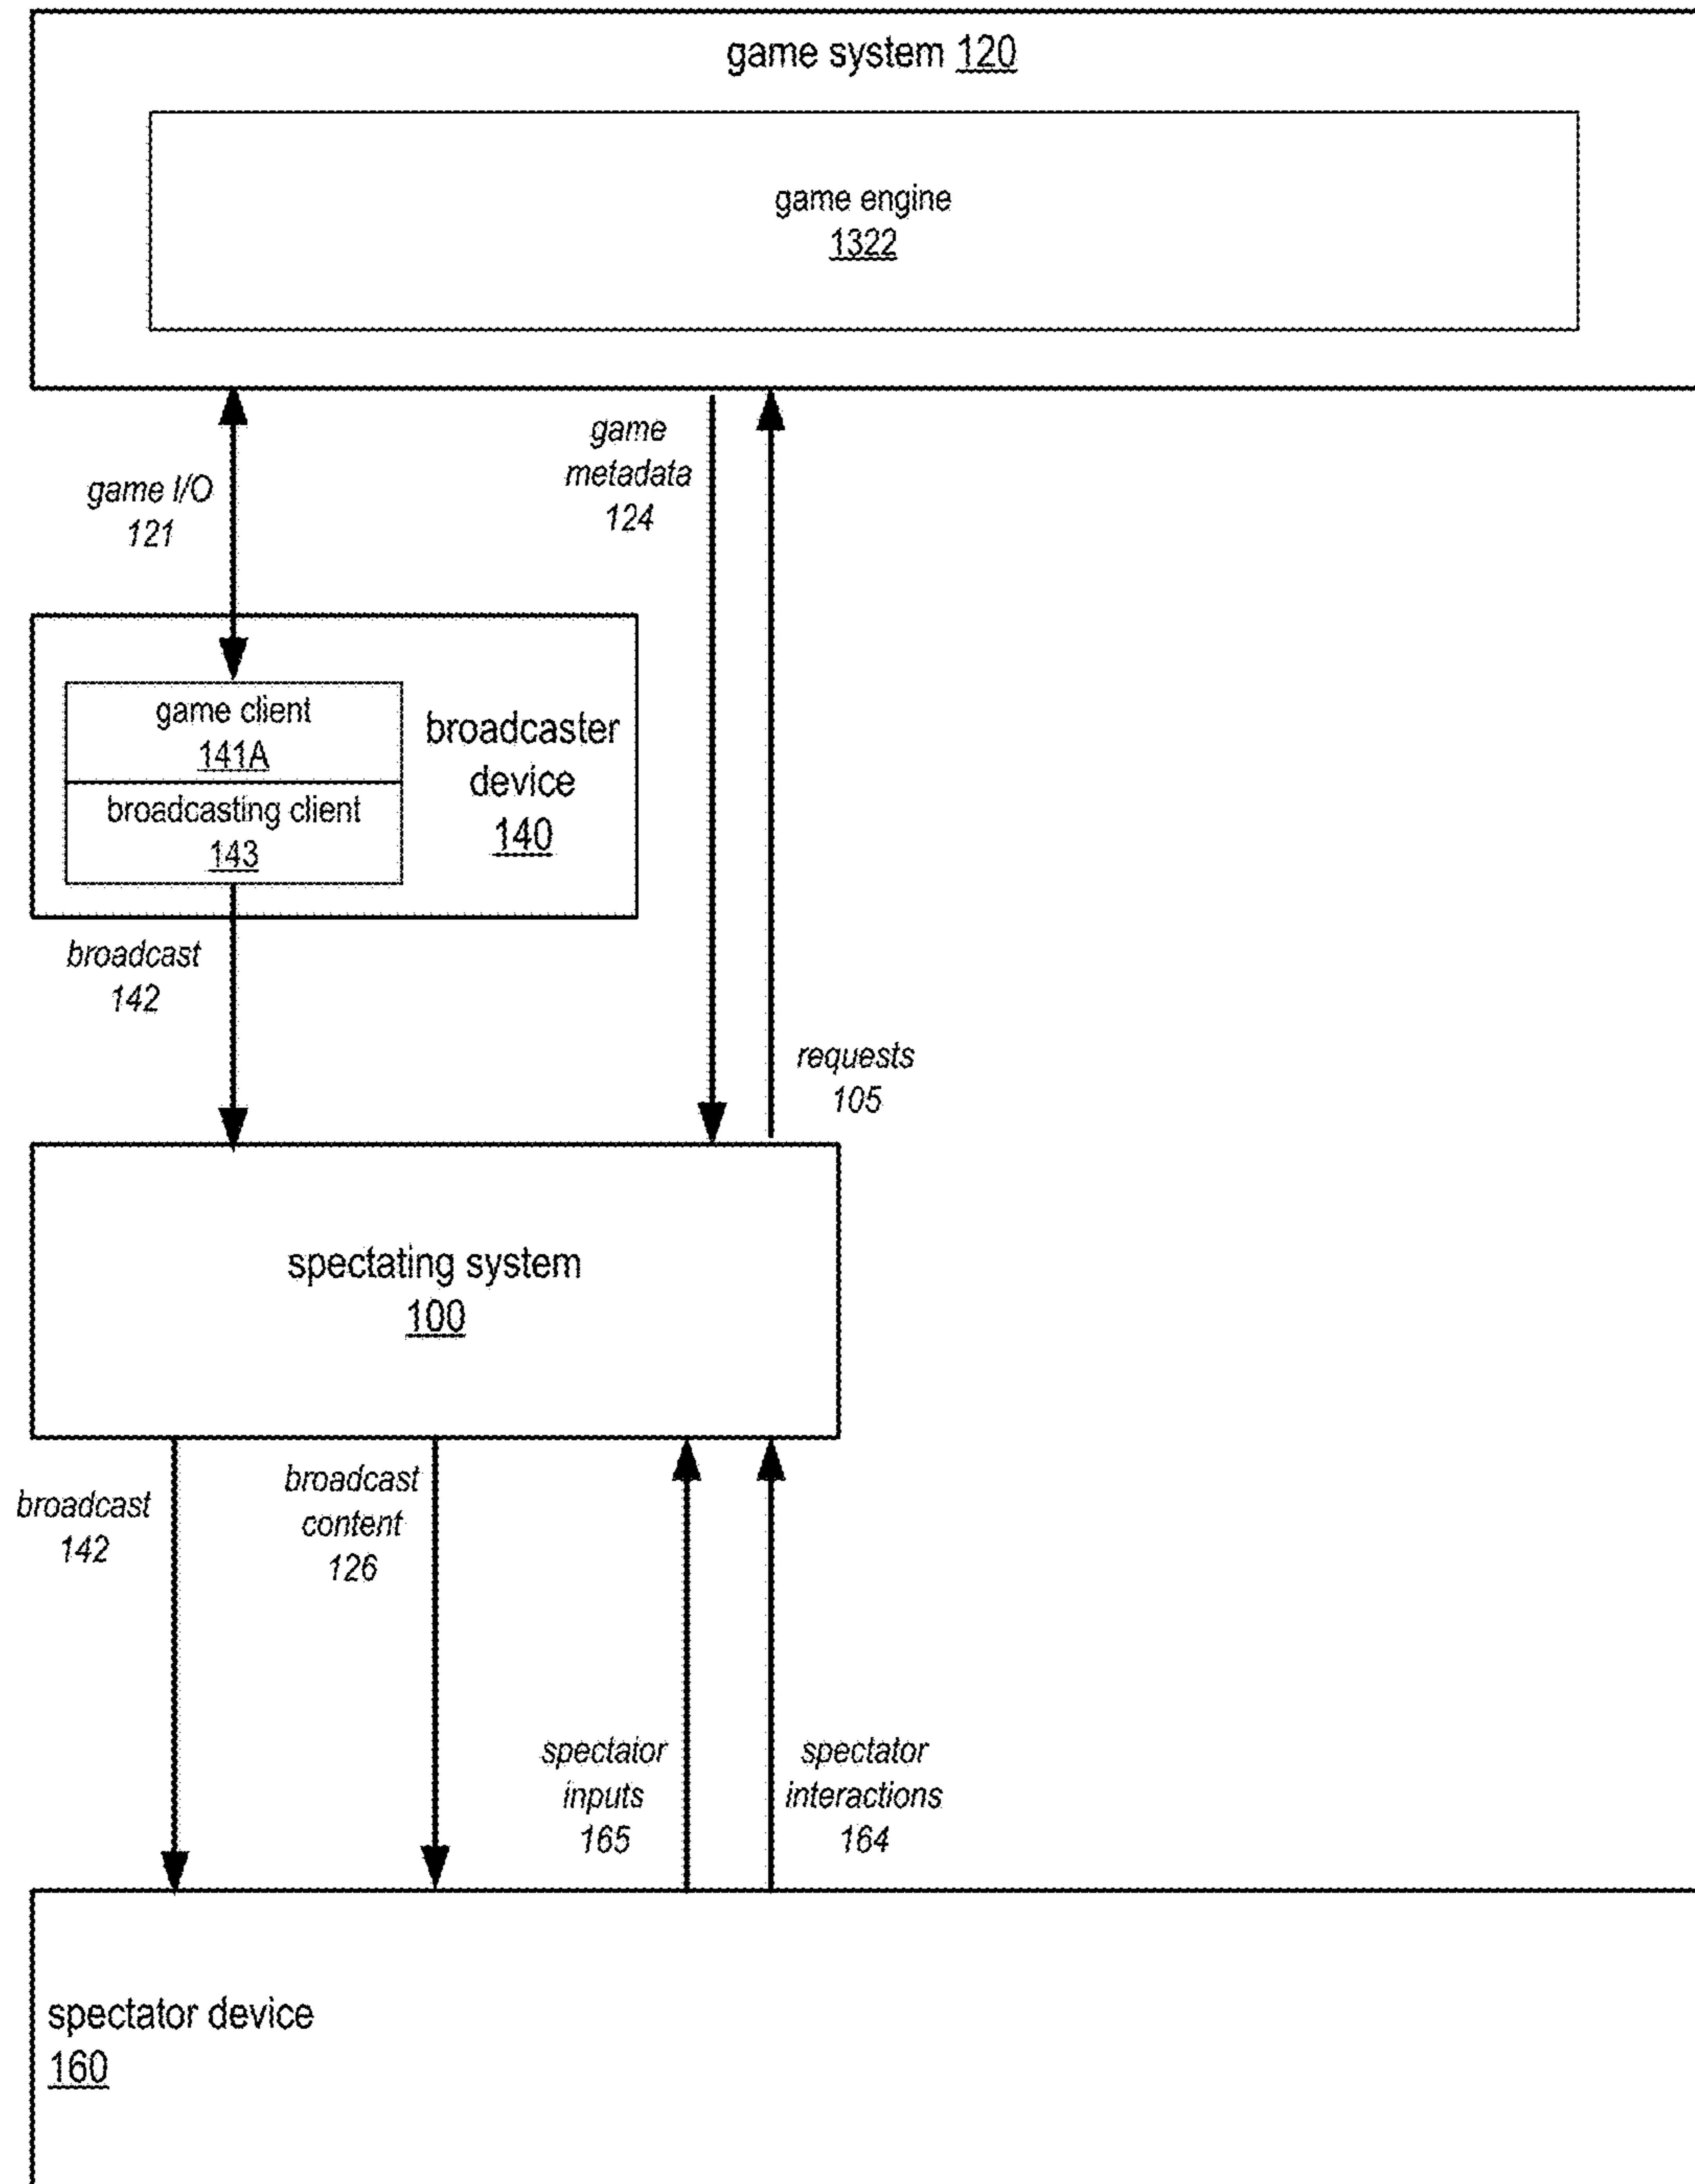 game system 120
game engine
1322
game
metadata
124
game I/O
121
game client
141A
broadcasting client
143
broadcaster
device
140
broadcast
142
requests
105
spectating system
100
broadcast
142
broadcast
content
126
spectator
inputs
165
spectator
interactions
164
spectator device
160